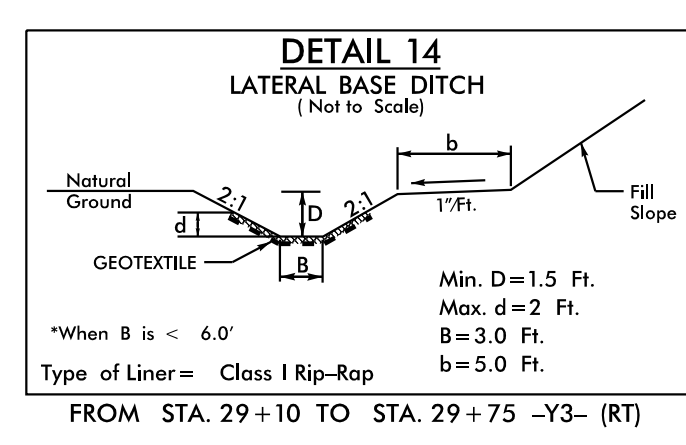 DETAIL 14
LATERAL BASE DITCH
( Not to Scale)
b
Natural
Ground
2:1
D
2:1
1"/Ft.
Fill
Slope
d
GEOTEXTILE
B
Min. D=1.5 Ft.
Max. d=2 Ft.
B=3.0 Ft.
b=5.0 Ft.
*When B is < 6.0'
Type of Liner= Class I Rip-Rap
FROM STA. 29+10 TO STA. 29+75 -Y3- (RT)